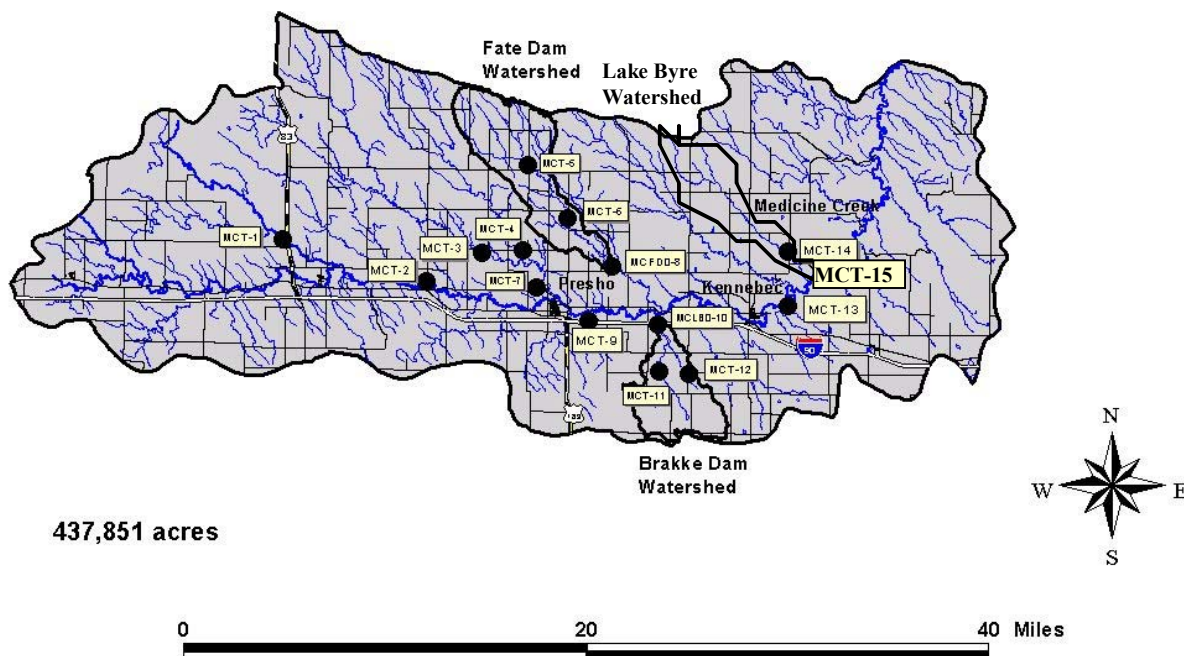 Fate Dam
Watershed
Lake Byre
Watershed
83
MCT-5
MCT-6
Medicine Creek
MCT-1
MCT-3
MCT-4
MCT-14
MCT-2
MCFDD-8
MCT-15
MCT-7
Presho
Kennebec
MCT-13
MCLBD-10
MCT-9
90
MCT-12
MCT-11
183
Brakke Dam
Watershed
N
W
E
S
437,851 acres
0
20
40 Miles